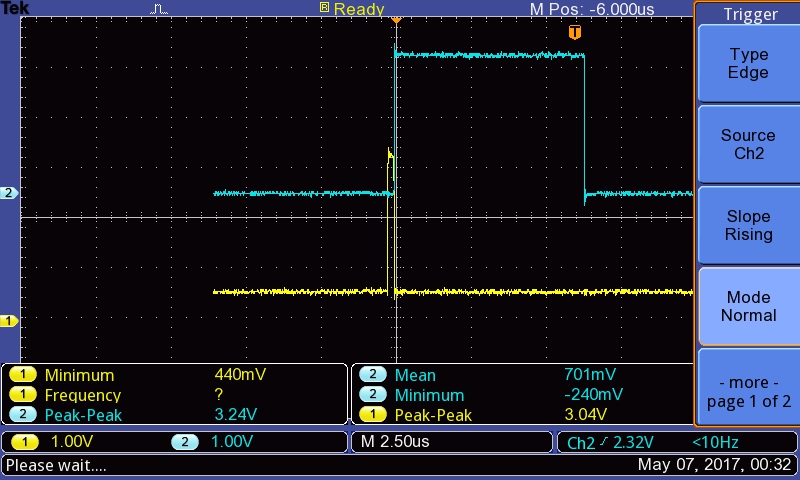 Tek
R Ready
M Pos: -6.000us
Trigger
T
Type
Edge
Source
Ch2
Slope
Rising
Mode
Normal
- more -
page 1 of 2
2
1
1 Minimum 440mV
1 Frequency ?
2 Peak-Peak 3.24V
2 Mean 701mV
2 Minimum -240mV
1 Peak-Peak 3.04V
1 1.00V 2 1.00V
M 2.50us
Ch2 2.32V <10Hz
Please wait....
May 07, 2017, 00:32